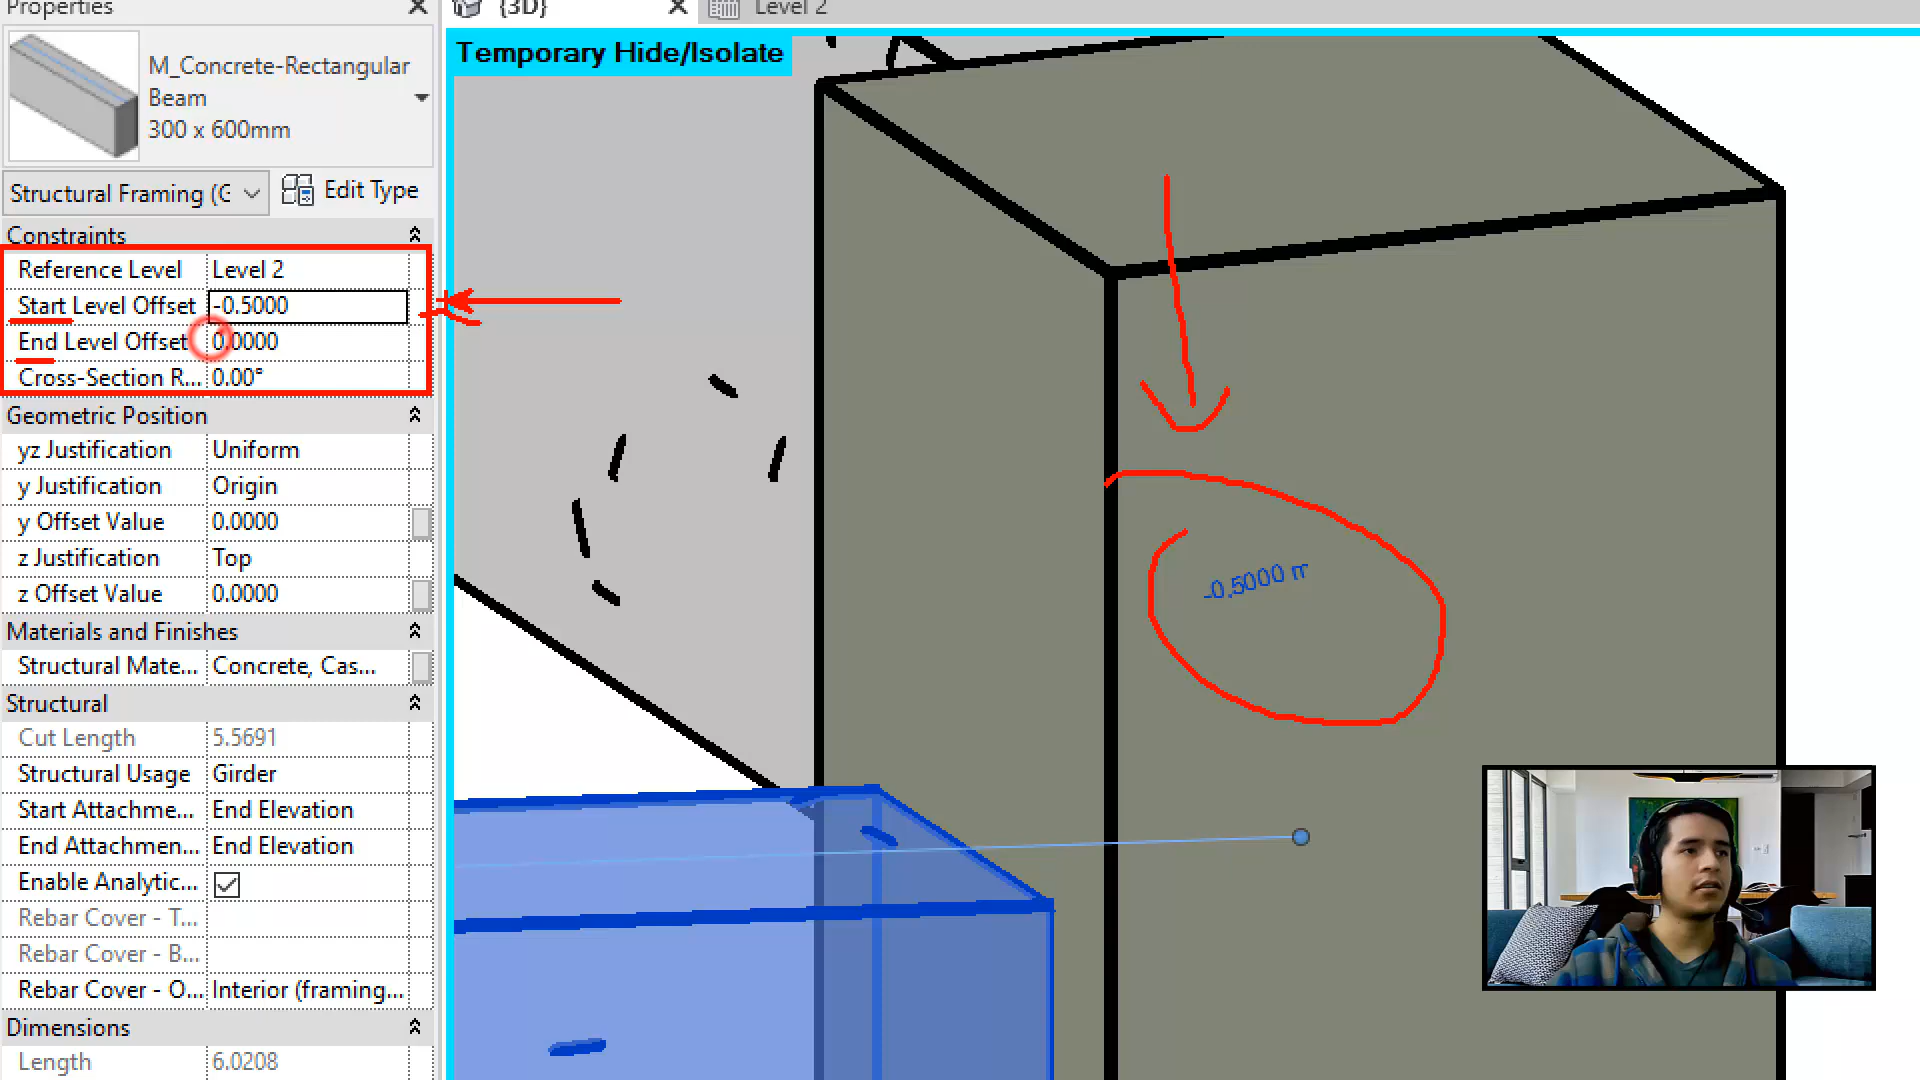 Properties
{3D}
Level 2
Temporary Hide/Isolate
M_Concrete-Rectangular
Beam
300 x 600mm
Structural Framing (G
Edit Type
Constraints
Reference Level Level 2
Start Level Offset -0.5000
End Level Offset 0.0000
Cross-Section R... 0.00°
Geometric Position
yz Justification Uniform
y Justification Origin
y Offset Value 0.0000
z Justification Top
z Offset Value 0.0000
Materials and Finishes
Structural Mate... Concrete, Cas...
Structural
Cut Length 5.5691
Structural Usage Girder
Start Attachme... End Elevation
End Attachmen... End Elevation
Enable Analytic...
Rebar Cover - T...
Rebar Cover - B...
Rebar Cover - O... Interior (framing...
Dimensions
Length 6.0208
-0.5000 m